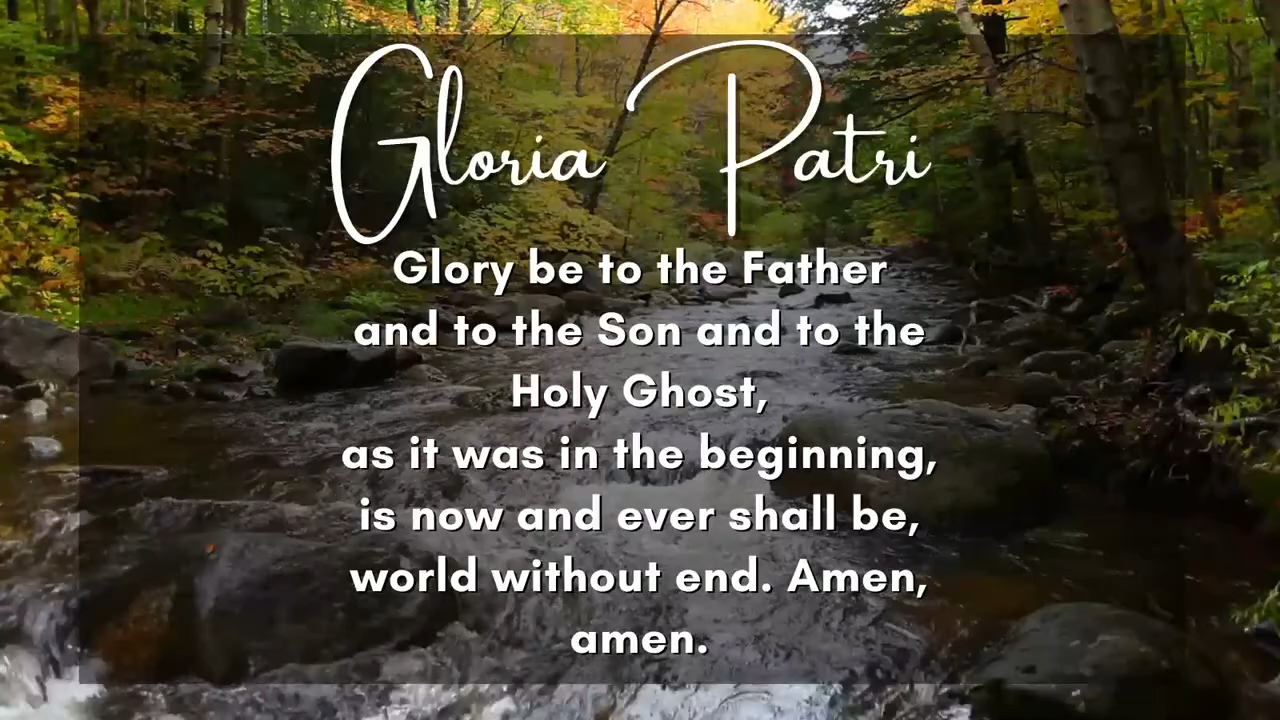 Gloria Patri
Glory be to the Father
and to the Son and to the
Holy Ghost,
as it was in the beginning,
is now and ever shall be,
world without end. Amen,
amen.